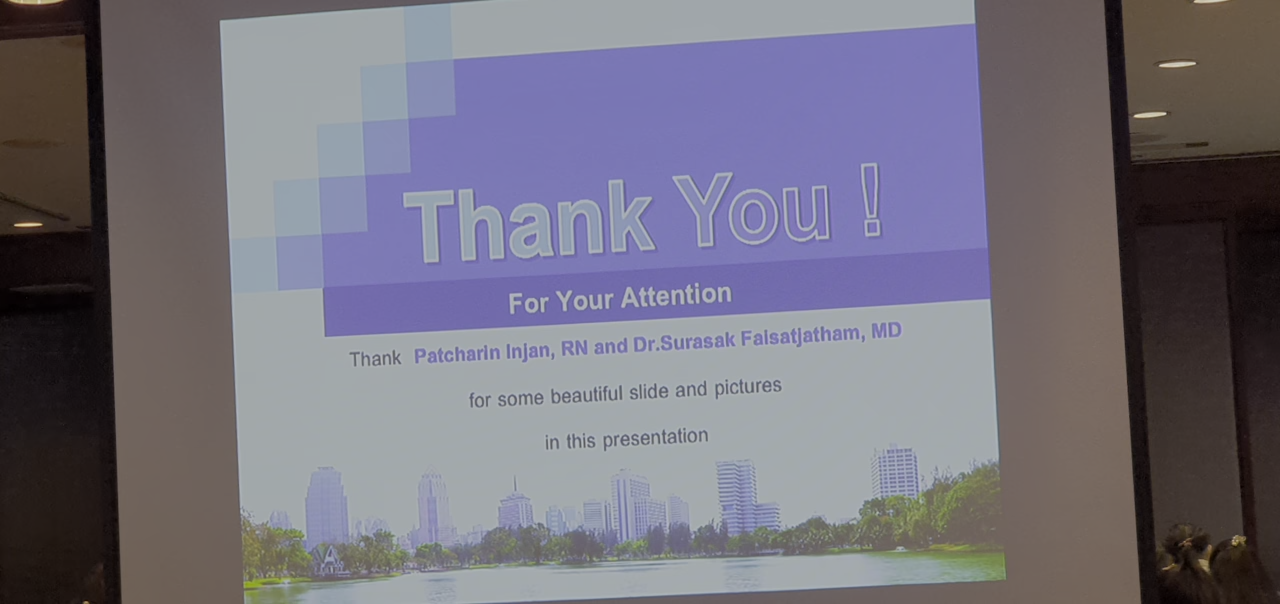 Thank You !
For Your Attention
Thank Patcharin Injan, RN and Dr.Surasak Faisatjatham, MD
for some beautiful slide and pictures
in this presentation